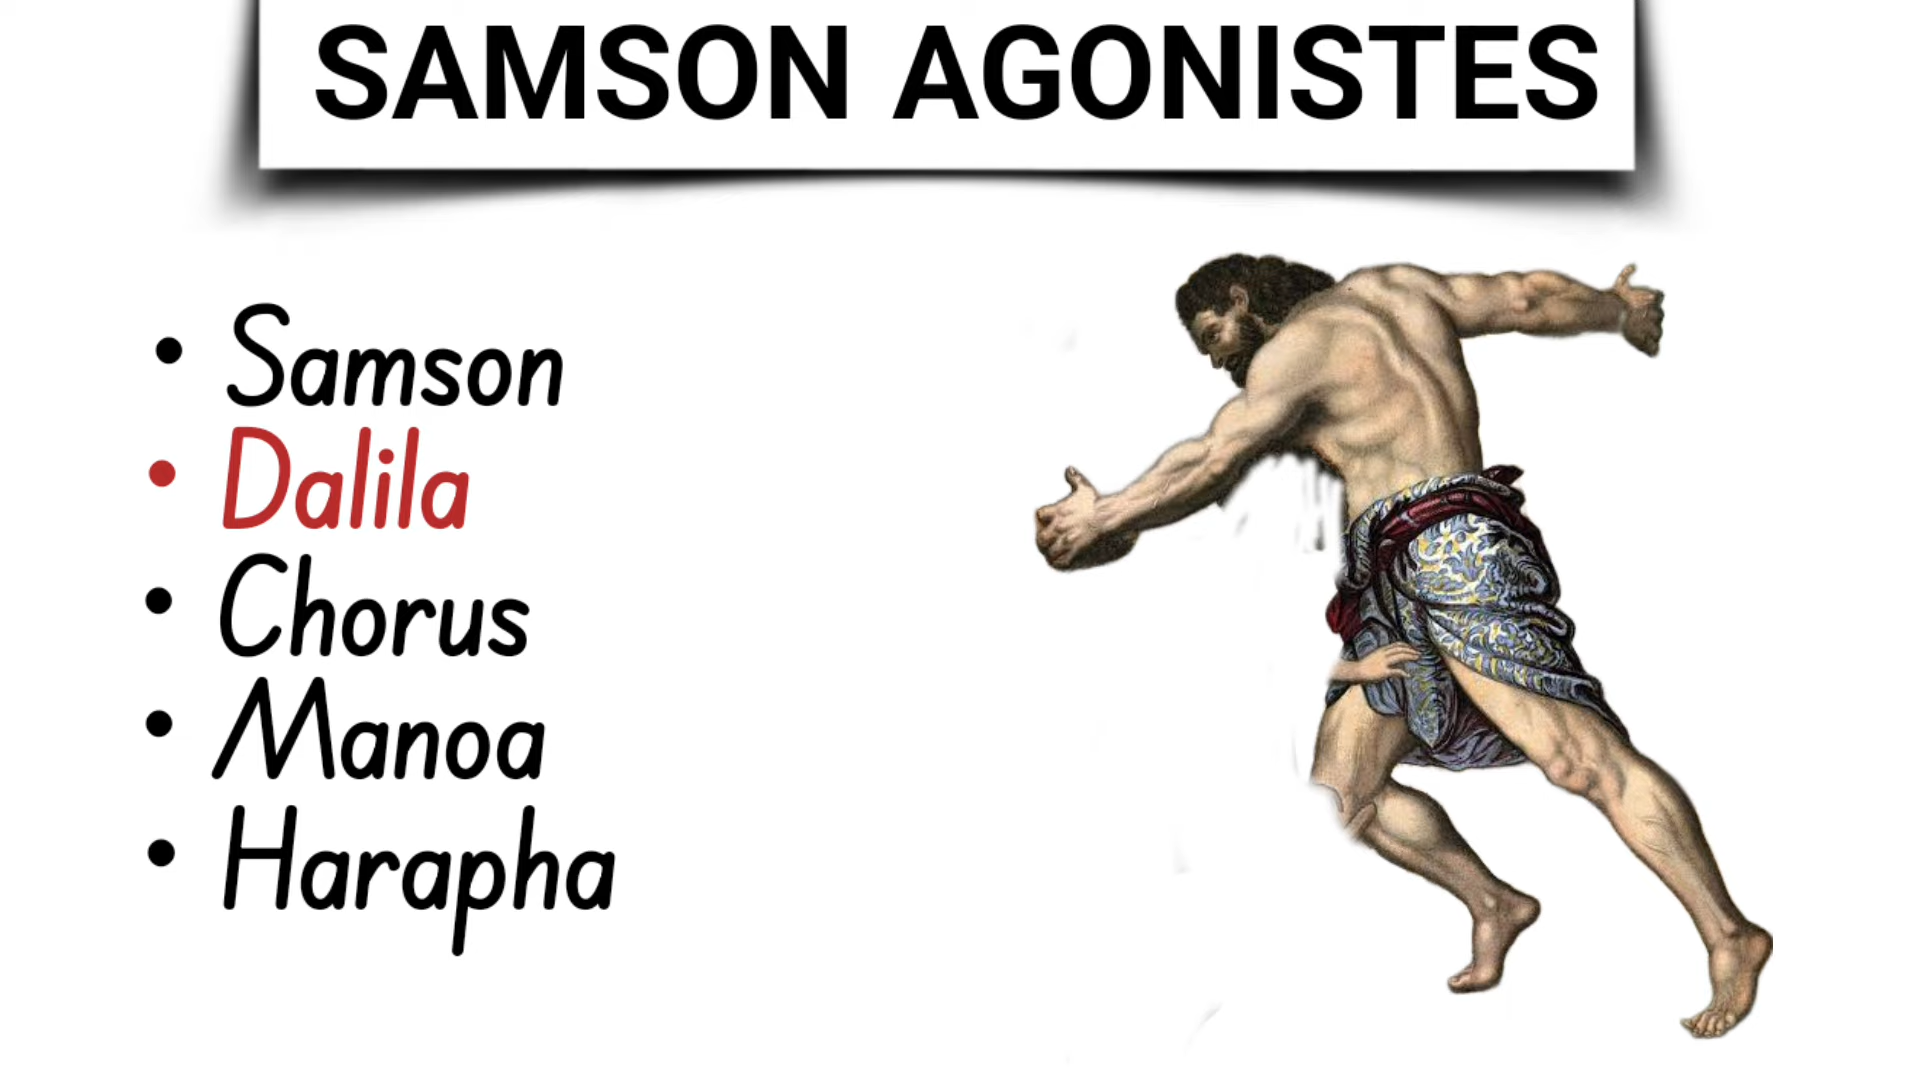 SAMSON AGONISTES
• Samson
• Dalila
• Chorus
• Manoa
• Harapha